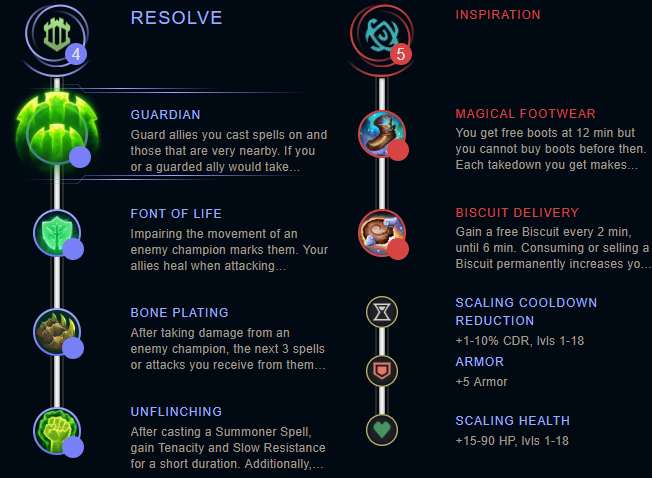 RESOLVE
4
GUARDIAN
Guard allies you cast spells on and
those that are very nearby. If you
or a guarded ally would take...
FONT OF LIFE
Impairing the movement of an
enemy champion marks them. Your
allies heal when attacking...
BONE PLATING
After taking damage from an
enemy champion, the next 3 spells
or attacks you receive from them...
UNFLINCHING
After casting a Summoner Spell,
gain Tenacity and Slow Resistance
for a short duration. Additionally,...
INSPIRATION
5
MAGICAL FOOTWEAR
You get free boots at 12 min but
you cannot buy boots before then.
Each takedown you get makes...
BISCUIT DELIVERY
Gain a free Biscuit every 2 min,
until 6 min. Consuming or selling a
Biscuit permanently increases yo...
SCALING COOLDOWN
REDUCTION
+1-10% CDR, lvls 1-18
ARMOR
+5 Armor
SCALING HEALTH
+15-90 HP, lvls 1-18